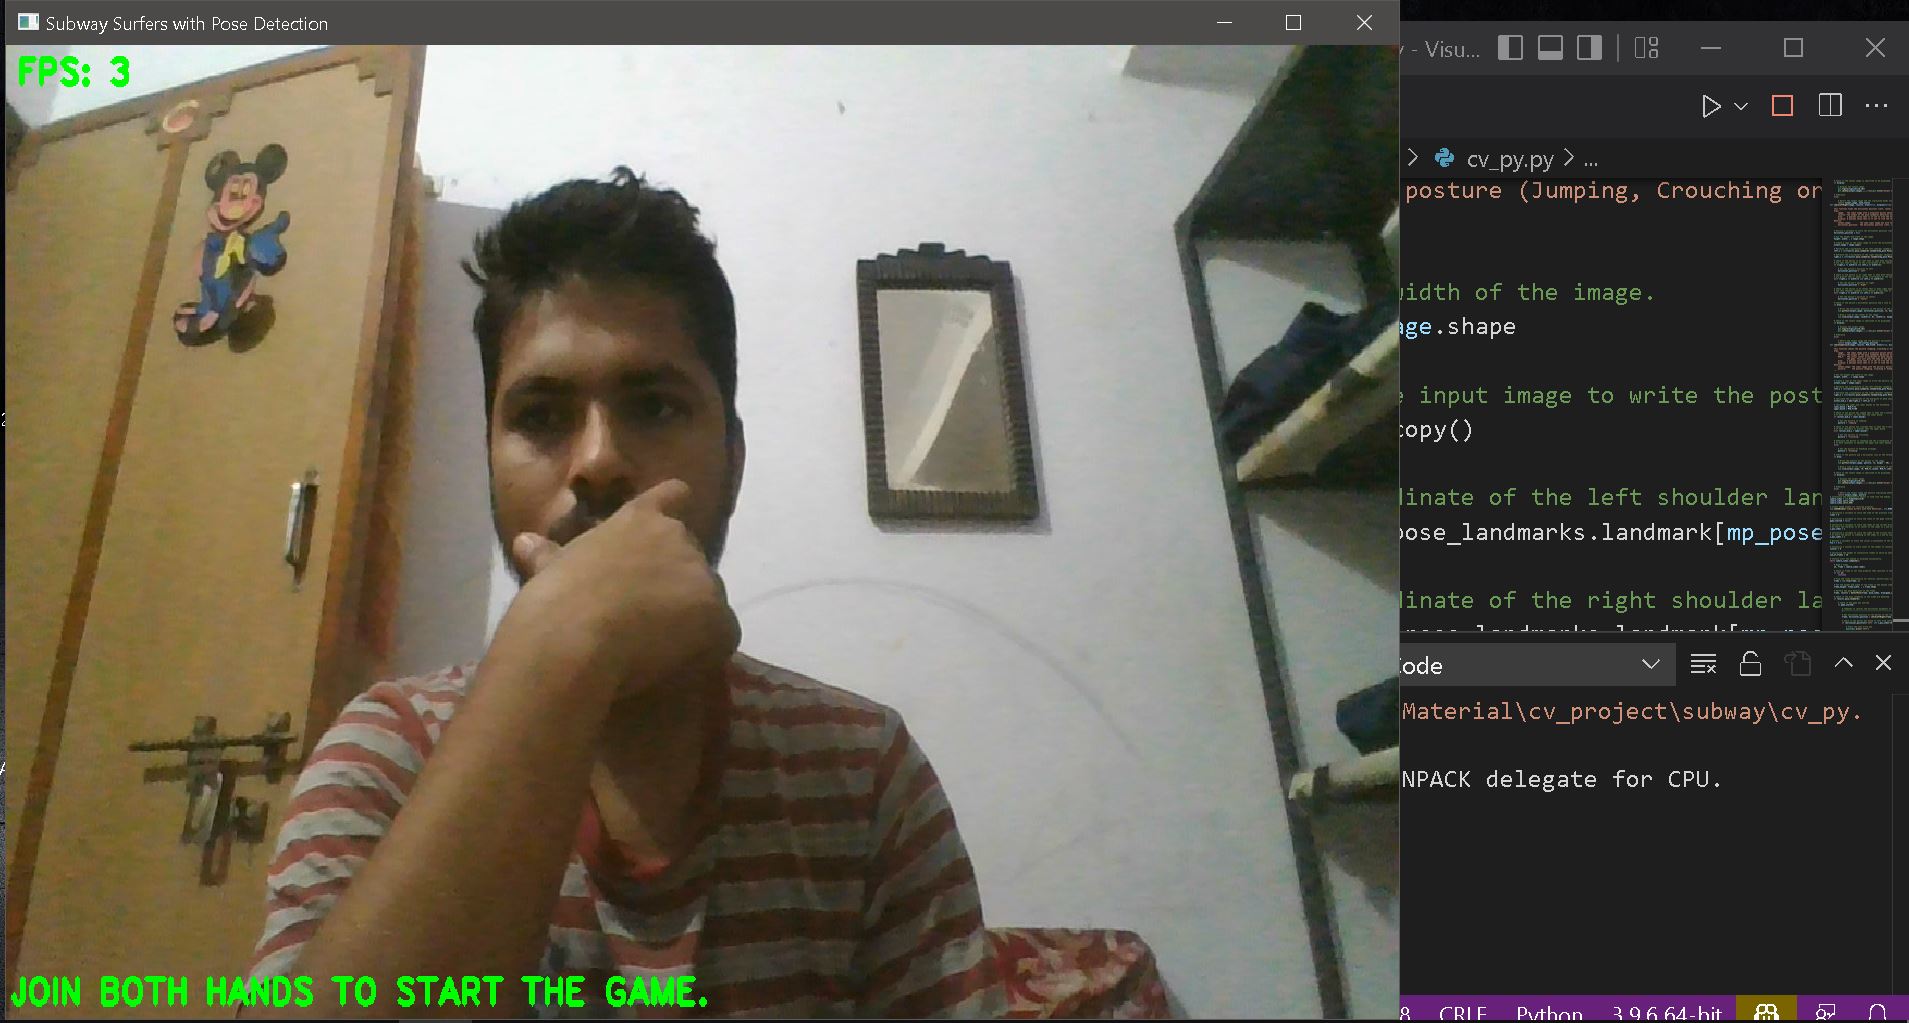 Subway Surfers with Pose Detection
FPS: 3
JOIN BOTH HANDS TO START THE GAME.
- Visu...
cv_py.py > ...
posture (Jumping, Crouching or
width of the image.
age.shape
input image to write the post
copy()
dinate of the left shoulder lan
pose_landmarks.landmark[mp_pose
dinate of the right shoulder la
pose_landmarks.landmark[mp_pos
Code
Material\cv_project\subway\cv_py.
NPACK delegate for CPU.
8 CRLF Python 3.9.6 64-bit